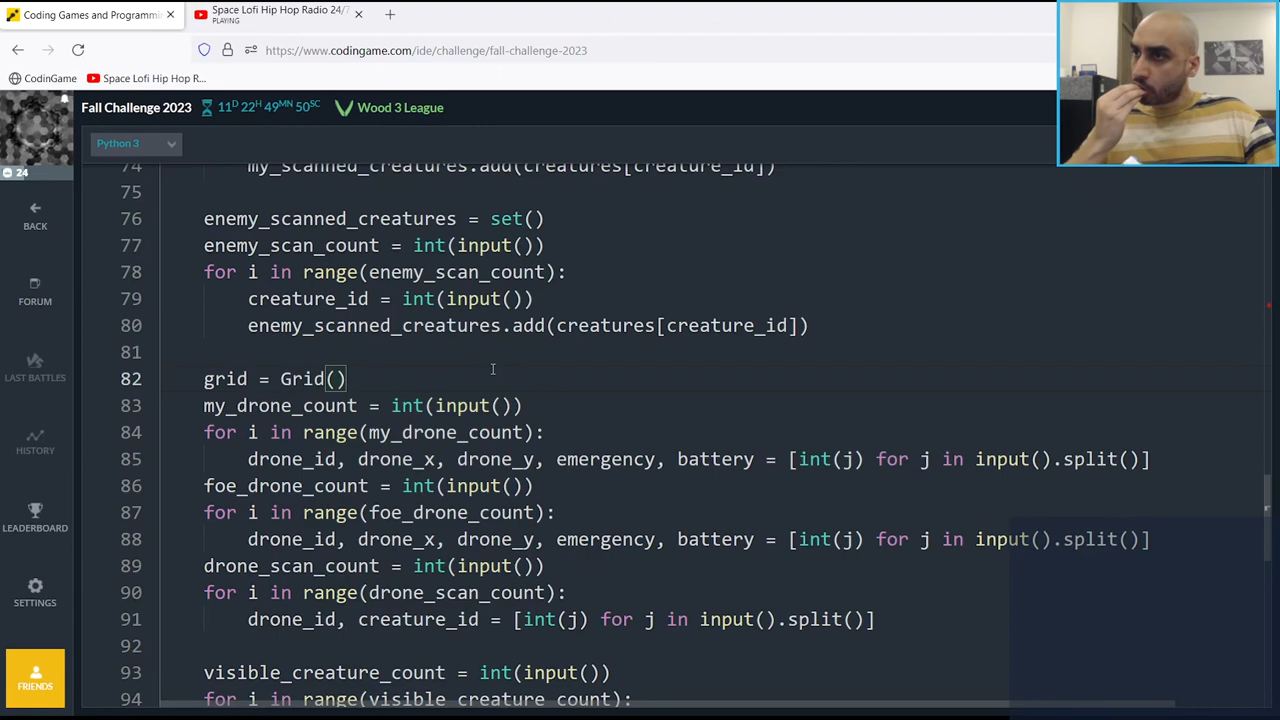 Coding Games and Programmi
Space Lofi Hip Hop Radio 24/7
PLAYING
https://www.codingame.com/ide/challenge/fall-challenge-2023
CodinGame
Space Lofi Hip Hop R...
Fall Challenge 2023
11D 22H 49MN 50SC
Wood 3 League
24
Python 3
BACK
FORUM
LAST BATTLES
HISTORY
LEADERBOARD
SETTINGS
FRIENDS
74 my_scanned_creatures.add(creatures[creature_id])
75
76 enemy_scanned_creatures = set()
77 enemy_scan_count = int(input())
78 for i in range(enemy_scan_count):
79 creature_id = int(input())
80 enemy_scanned_creatures.add(creatures[creature_id])
81
82 grid = Grid()
83 my_drone_count = int(input())
84 for i in range(my_drone_count):
85 drone_id, drone_x, drone_y, emergency, battery = [int(j) for j in input().split()]
86 foe_drone_count = int(input())
87 for i in range(foe_drone_count):
88 drone_id, drone_x, drone_y, emergency, battery = [int(j) for j in input().split()]
89 drone_scan_count = int(input())
90 for i in range(drone_scan_count):
91 drone_id, creature_id = [int(j) for j in input().split()]
92
93 visible_creature_count = int(input())
94 for i in range(visible_creature_count):